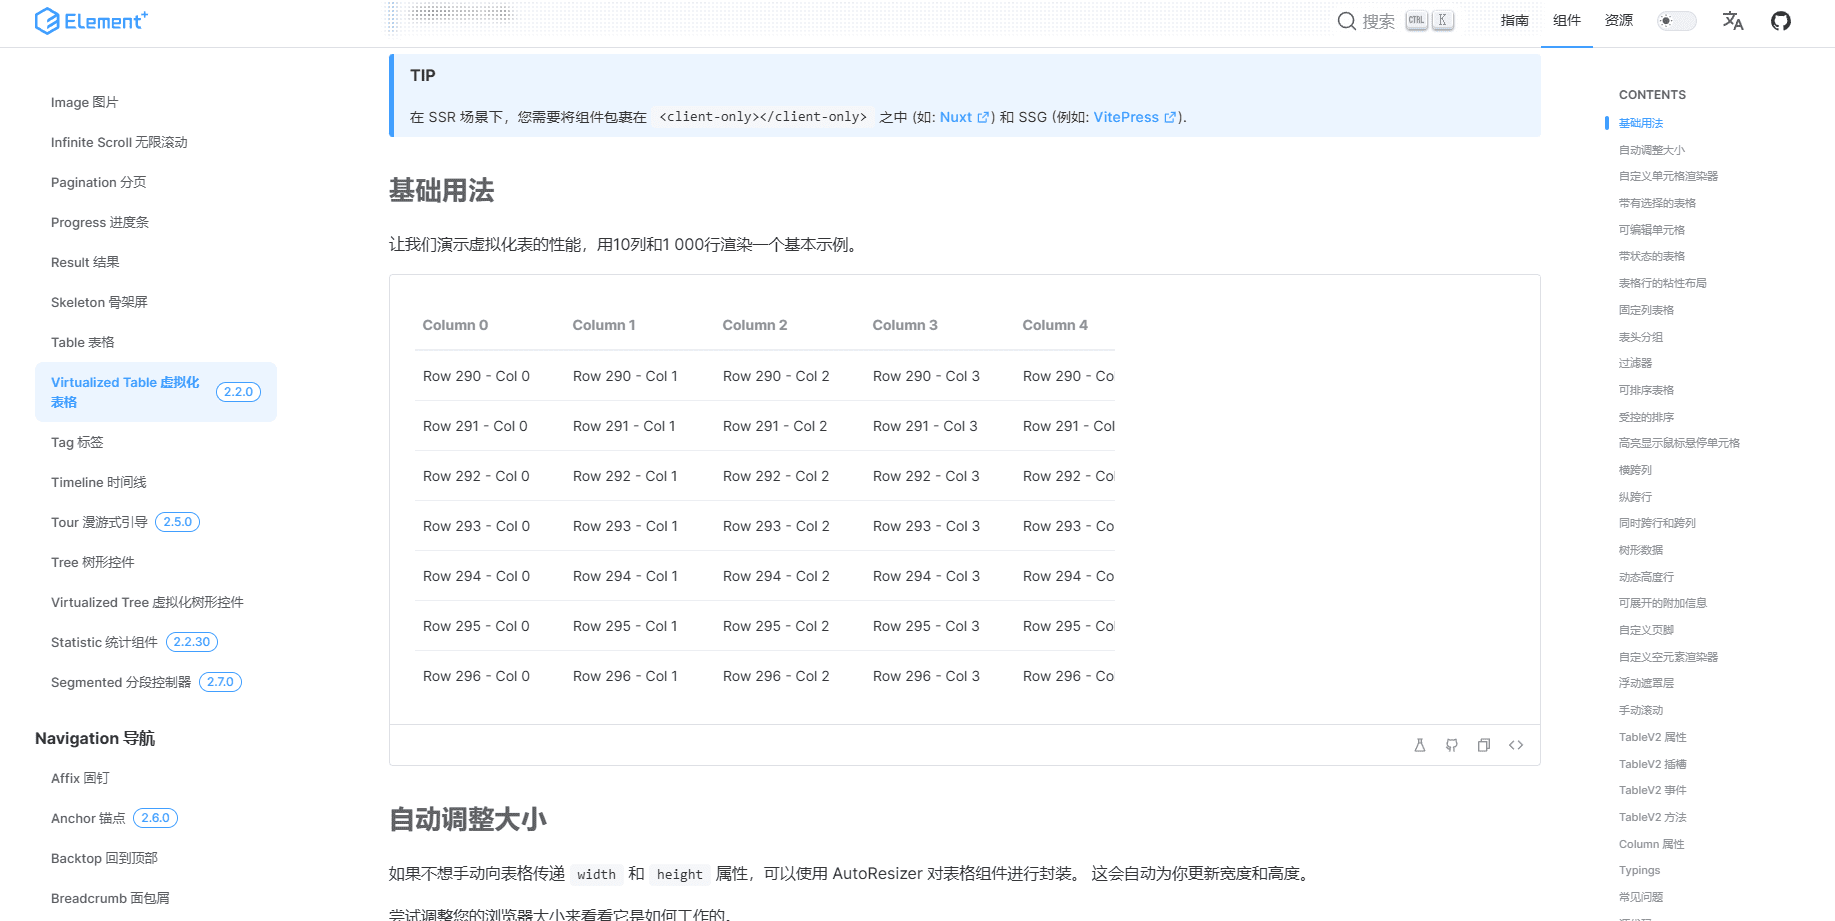 Element+
搜索 CTRL K
指南 组件 资源
Image 图片
Infinite Scroll 无限滚动
Pagination 分页
Progress 进度条
Result 结果
Skeleton 骨架屏
Table 表格
Virtualized Table 虚拟化
表格 2.2.0
Tag 标签
Timeline 时间线
Tour 漫游式引导 2.5.0
Tree 树形控件
Virtualized Tree 虚拟化树形控件
Statistic 统计组件 2.2.30
Segmented 分段控制器 2.7.0
Navigation 导航
Affix 固钉
Anchor 锚点 2.6.0
Backtop 回到顶部
Breadcrumb 面包屑
TIP
在 SSR 场景下，您需要将组件包裹在 <client-only></client-only> 之中 (如: Nuxt) 和 SSG (例如: VitePress).
基础用法
让我们演示虚拟化表的性能，用10列和1 000行渲染一个基本示例。
Column 0 Column 1 Column 2 Column 3 Column 4
Row 290 - Col 0 Row 290 - Col 1 Row 290 - Col 2 Row 290 - Col 3 Row 290 - Co
Row 291 - Col 0 Row 291 - Col 1 Row 291 - Col 2 Row 291 - Col 3 Row 291 - Col
Row 292 - Col 0 Row 292 - Col 1 Row 292 - Col 2 Row 292 - Col 3 Row 292 - Co
Row 293 - Col 0 Row 293 - Col 1 Row 293 - Col 2 Row 293 - Col 3 Row 293 - Co
Row 294 - Col 0 Row 294 - Col 1 Row 294 - Col 2 Row 294 - Col 3 Row 294 - Co
Row 295 - Col 0 Row 295 - Col 1 Row 295 - Col 2 Row 295 - Col 3 Row 295 - Co
Row 296 - Col 0 Row 296 - Col 1 Row 296 - Col 2 Row 296 - Col 3 Row 296 - Co
自动调整大小
如果不想手动向表格传递 width 和 height 属性，可以使用 AutoResizer 对表格组件进行封装。 这会自动为你更新宽度和高度。
尝试调整您的浏览器大小来看看它是如何工作的。
CONTENTS
基础用法
自动调整大小
自定义单元格渲染器
带有选择的表格
可编辑单元格
带状态的表格
表格行的粘性布局
固定列表格
表头分组
过滤器
可排序表格
受控的排序
高亮显示鼠标悬停单元格
横跨列
纵跨行
同时跨行和跨列
树形数据
动态高度行
可展开的附加信息
自定义页脚
自定义空元素渲染器
浮动遮罩层
手动滚动
TableV2 属性
TableV2 插槽
TableV2 事件
TableV2 方法
Column 属性
Typings
常见问题